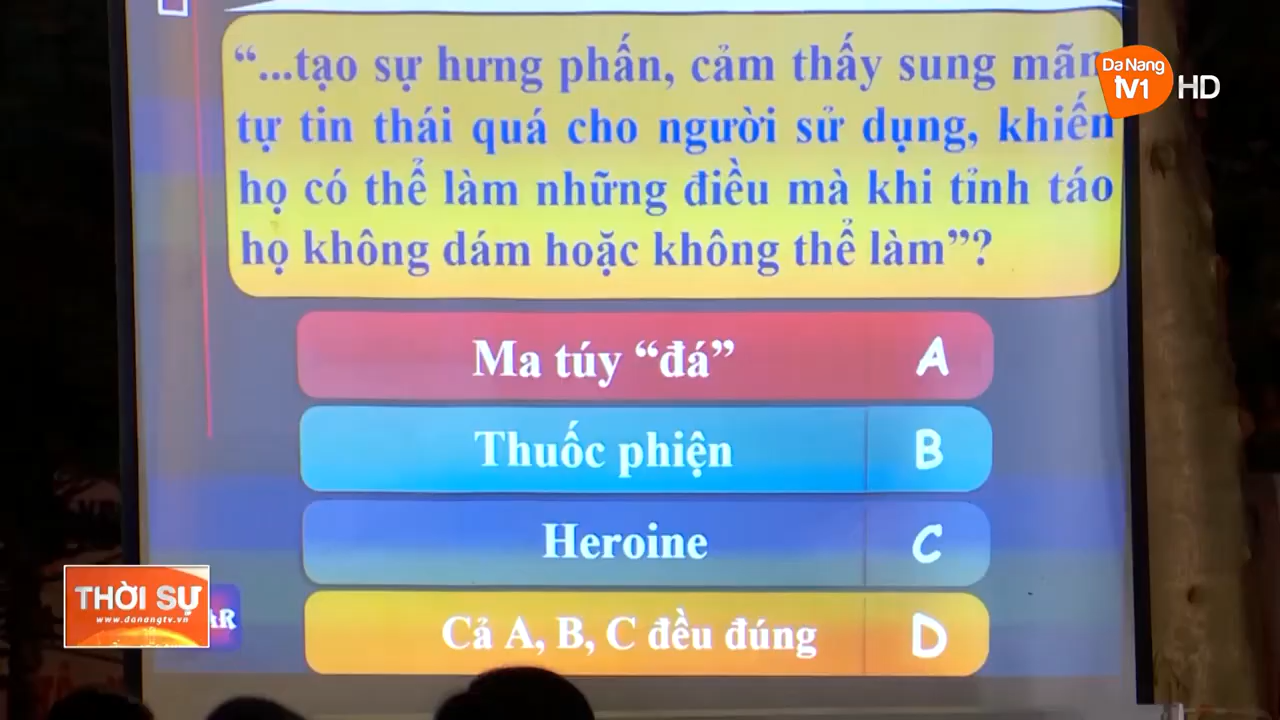 “...tạo sự hưng phấn, cảm thấy sung mãn
tự tin thái quá cho người sử dụng, khiến
họ có thể làm những điều mà khi tỉnh táo
họ không dám hoặc không thể làm”?
Da Nang
TV1 HD
Ma túy “đá” A
Thuốc phiện B
Heroine C
Cả A, B, C đều đúng D
THỜI SỰ
www.danangtv.vn
AR